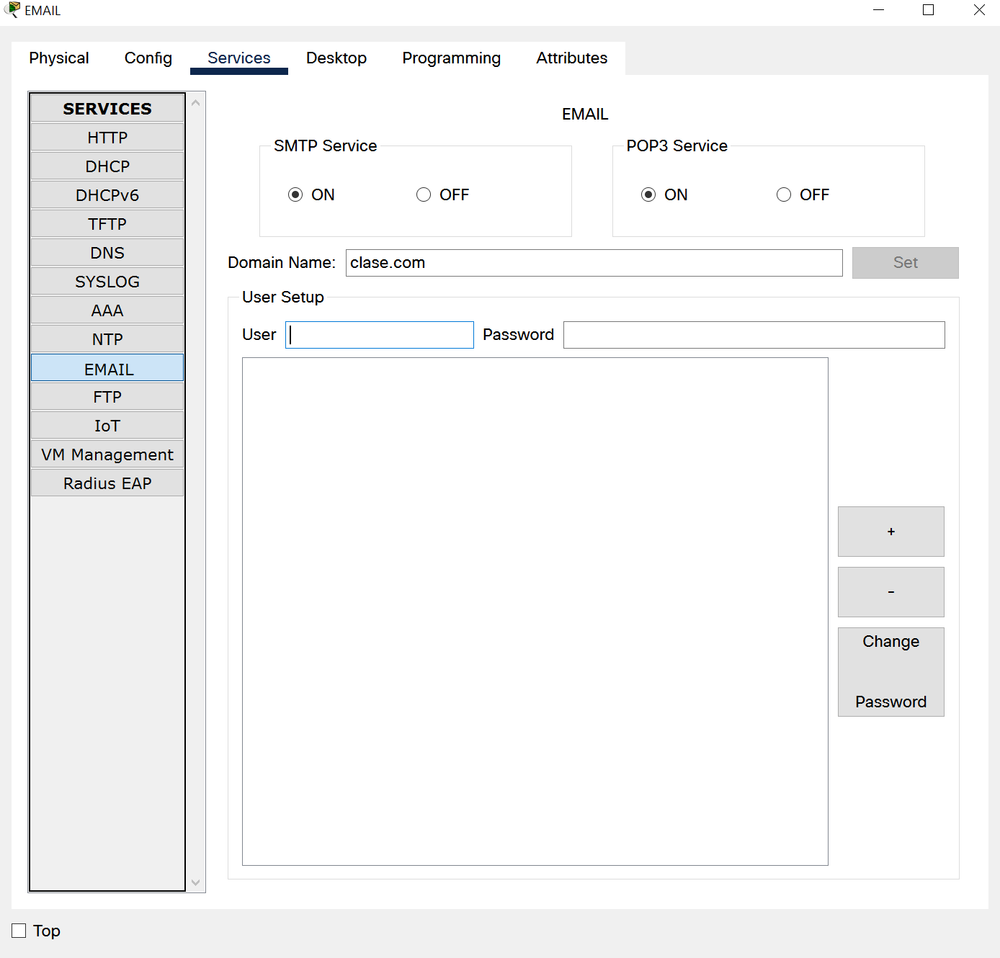 EMAIL
Physical Config Services Desktop Programming Attributes
SERVICES
HTTP
DHCP
DHCPv6
TFTP
DNS
SYSLOG
AAA
NTP
EMAIL
FTP
IoT
VM Management
Radius EAP
EMAIL
SMTP Service
ON OFF
POP3 Service
ON OFF
Domain Name: clase.com Set
User Setup
User Password
+
-
Change
Password
Top